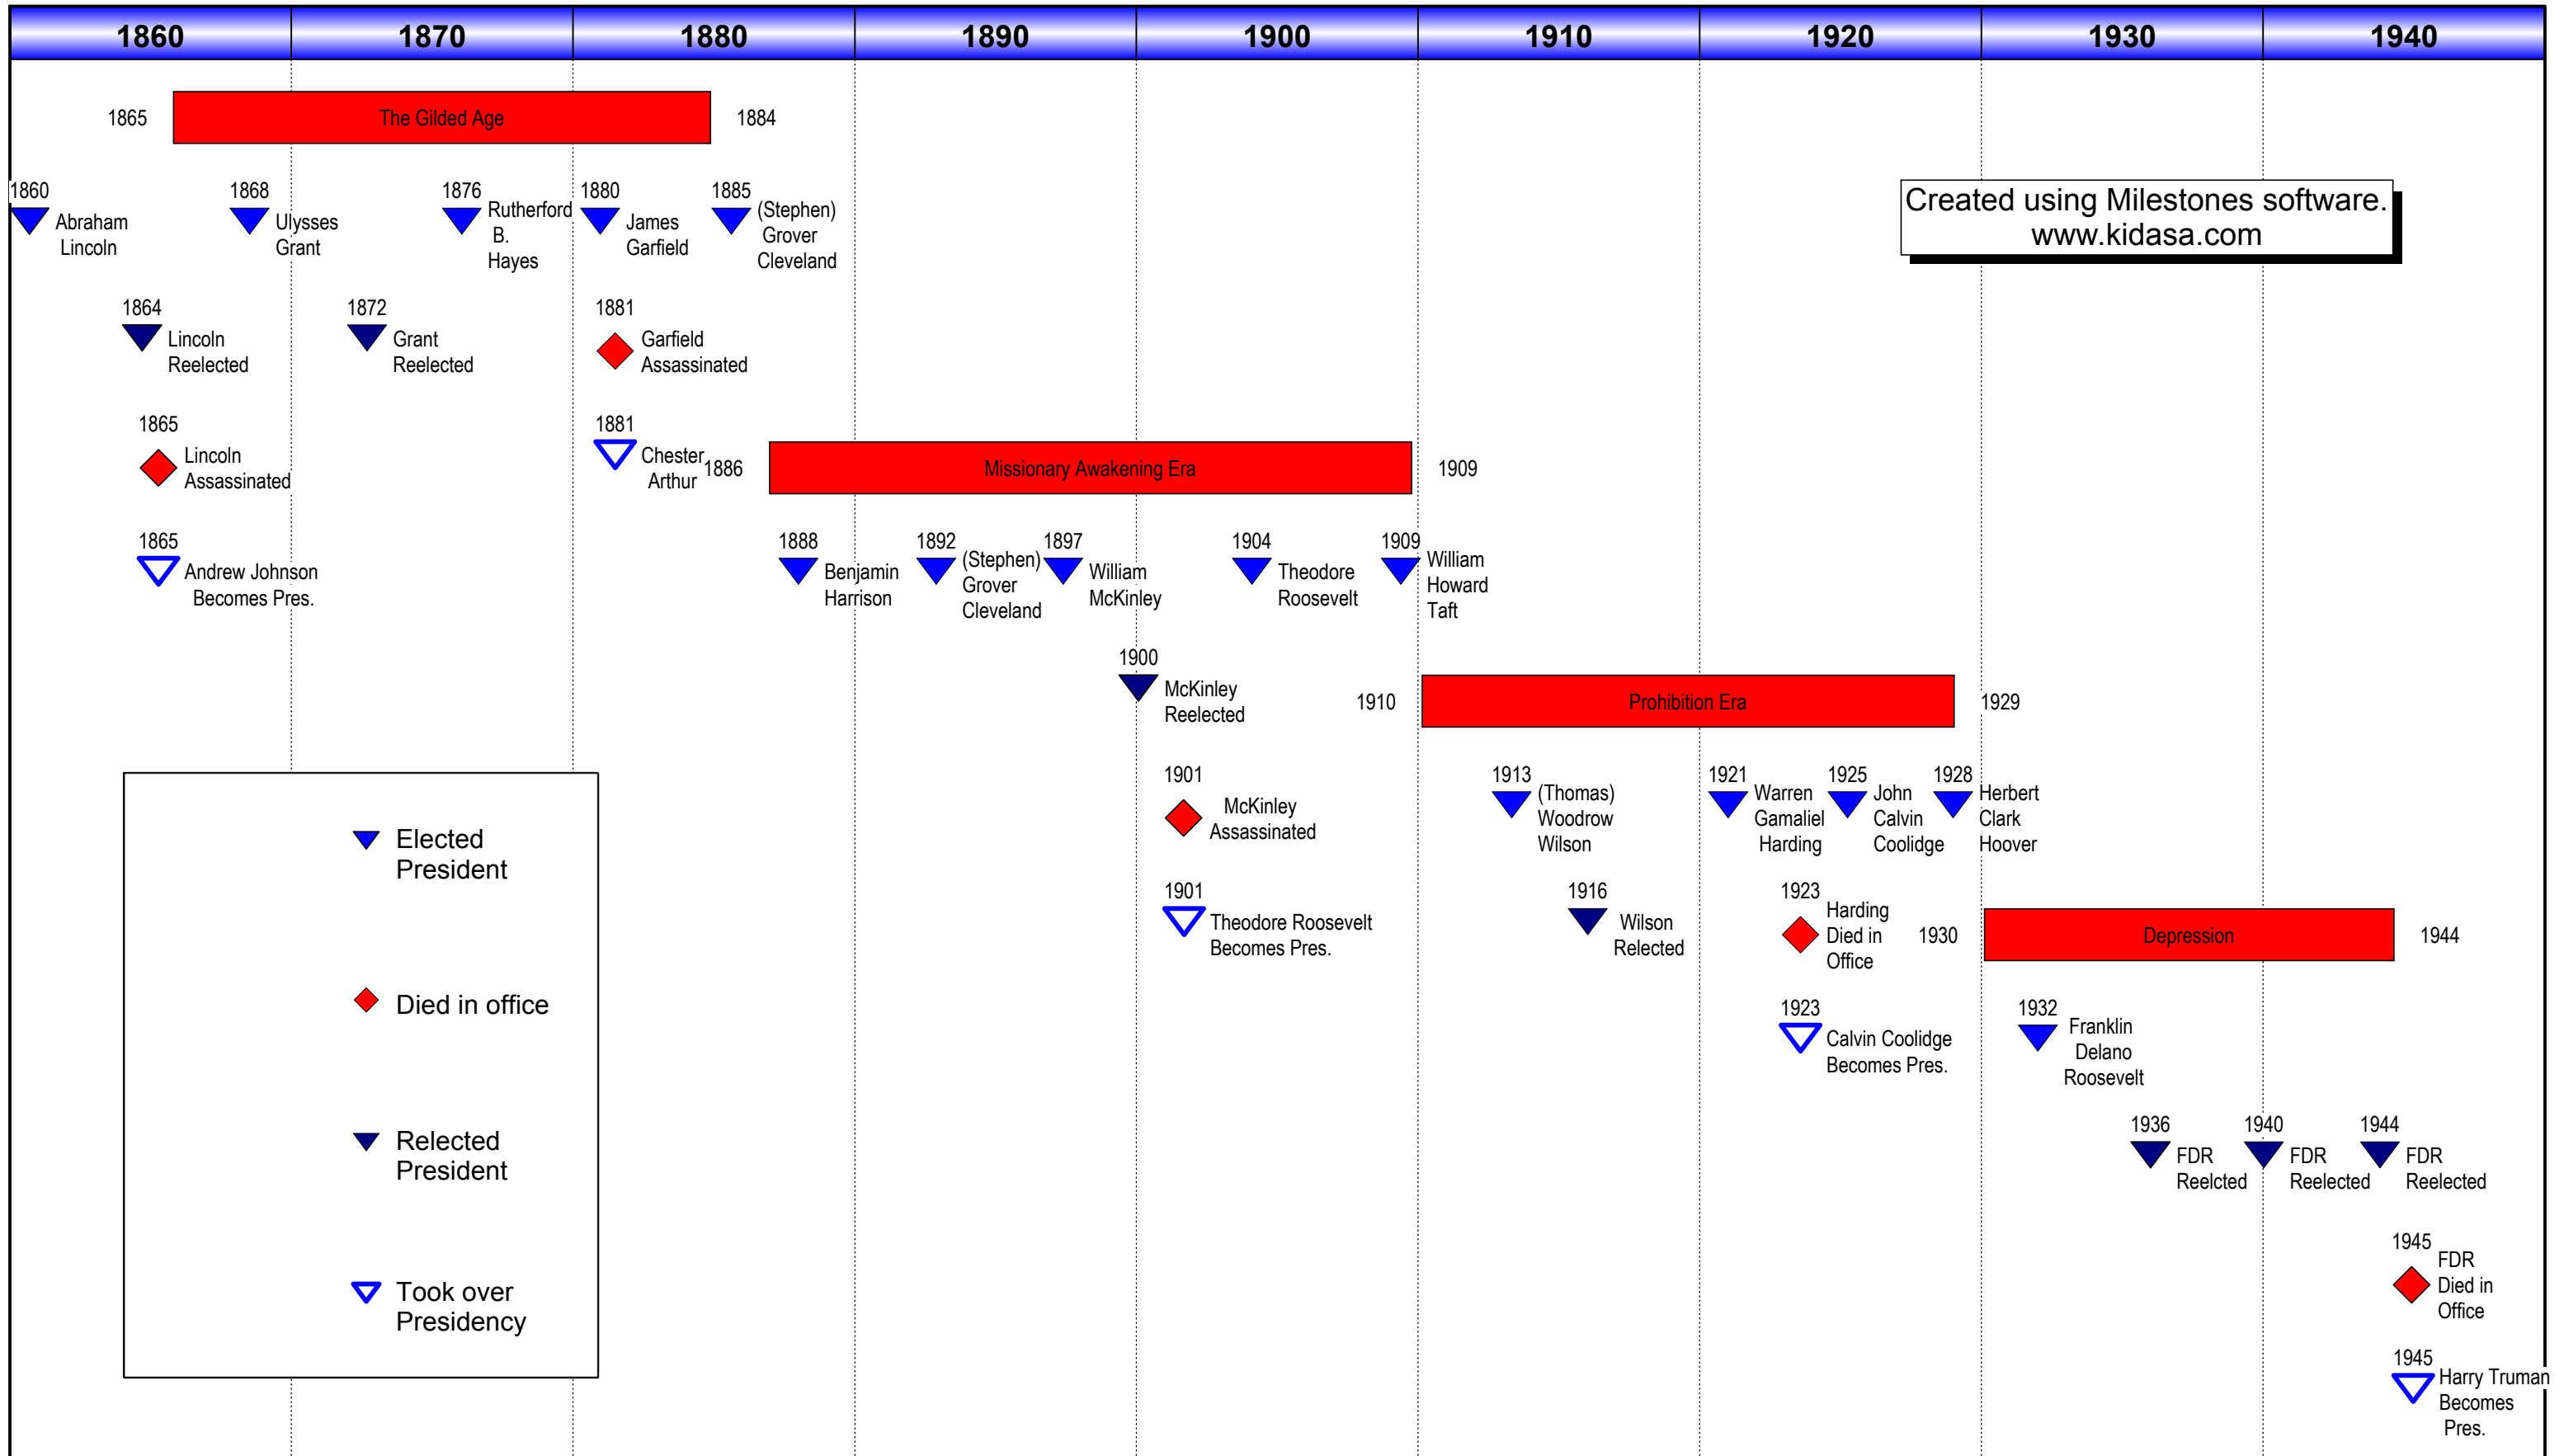 1860 1870 1880 1890 1900 1910 1920 1930 1940
1865 The Gilded Age 1884
1860
Abraham
Lincoln
1868
Ulysses
Grant
1876
Rutherford
B.
Hayes
1880
James
Garfield
1885
(Stephen)
Grover
Cleveland
Created using Milestones software.
www.kidasa.com
1864
Lincoln
Reelected
1872
Grant
Reelected
1881
Garfield
Assassinated
1865
Lincoln
Assassinated
1881
Chester
Arthur
1886 Missionary Awakening Era 1909
1865
Andrew Johnson
Becomes Pres.
1888
Benjamin
Harrison
1892
(Stephen)
Grover
Cleveland
1897
William
McKinley
1904
Theodore
Roosevelt
1909
William
Howard
Taft
1900
McKinley
Reelected
1910 Prohibition Era 1929
1901
McKinley
Assassinated
1913
(Thomas)
Woodrow
Wilson
1921
Warren
Gamaliel
Harding
1925
John
Calvin
Coolidge
1928
Herbert
Clark
Hoover
1901
Theodore Roosevelt
Becomes Pres.
1916
Wilson
Relected
1923
Harding
Died in
Office
1930 Depression 1944
1923
Calvin Coolidge
Becomes Pres.
1932
Franklin
Delano
Roosevelt
1936
FDR
Reelcted
1940
FDR
Reelected
1944
FDR
Reelected
1945
FDR
Died in
Office
1945
Harry Truman
Becomes
Pres.
Elected
President
Died in office
Relected
President
Took over
Presidency